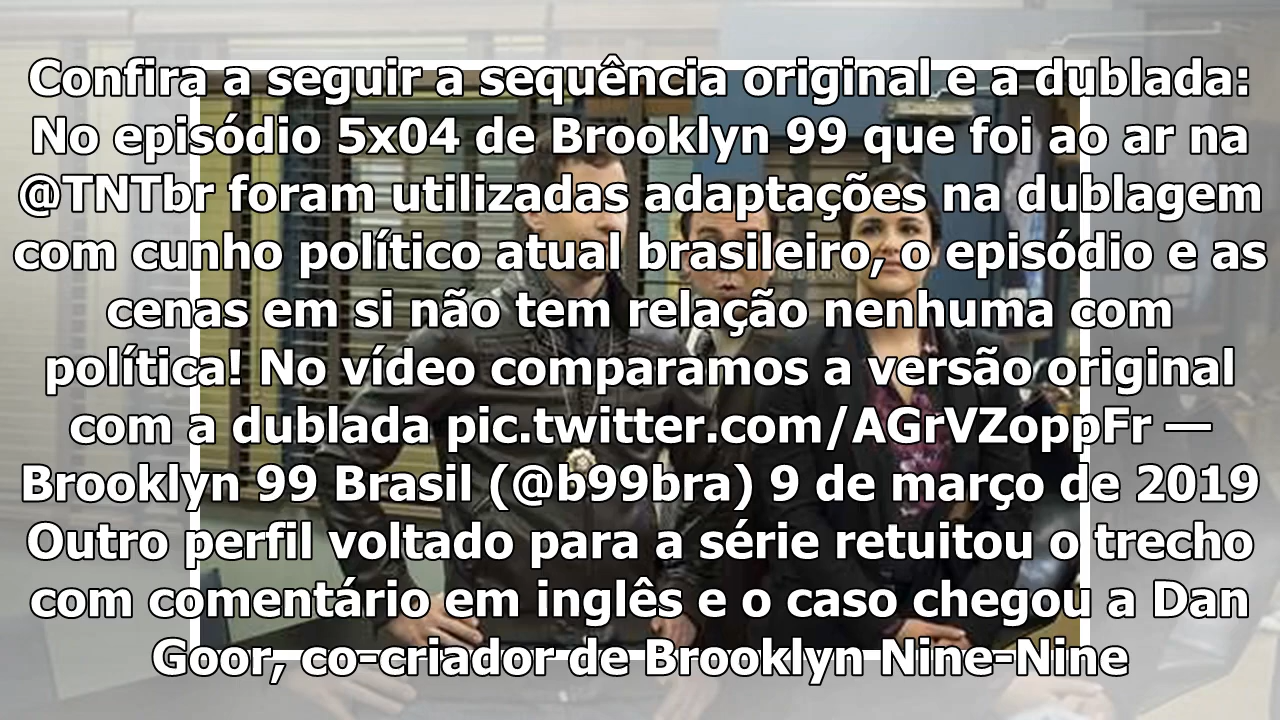 Confira a seguir a sequência original e a dublada:
No episódio 5x04 de Brooklyn 99 que foi ao ar na
@TNTbr foram utilizadas adaptações na dublagem
com cunho político atual brasileiro, o episódio e as
cenas em si não tem relação nenhuma com
política! No vídeo comparamos a versão original
com a dublada pic.twitter.com/AGrVZoppFr —
Brooklyn 99 Brasil (@b99bra) 9 de março de 2019
Outro perfil voltado para a série retuitou o trecho
com comentário em inglês e o caso chegou a Dan
Goor, co-criador de Brooklyn Nine-Nine